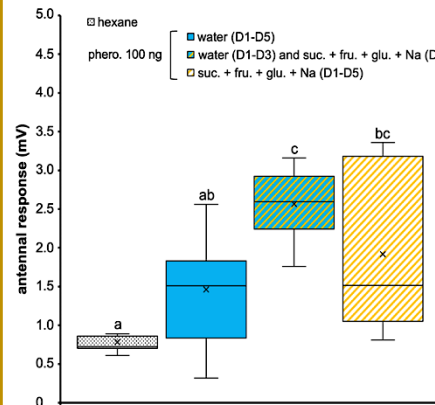 5.0
4.5
4.0
3.5
3.0
2.5
2.0
1.5
1.0
0.5
0
antennal response (mV)
hexane
phero. 100 ng
water (D1-D5)
water (D1-D3) and suc. + fru. + glu. + Na (D
suc. + fru. + glu. + Na (D1-D5)
a
ab
c
bc